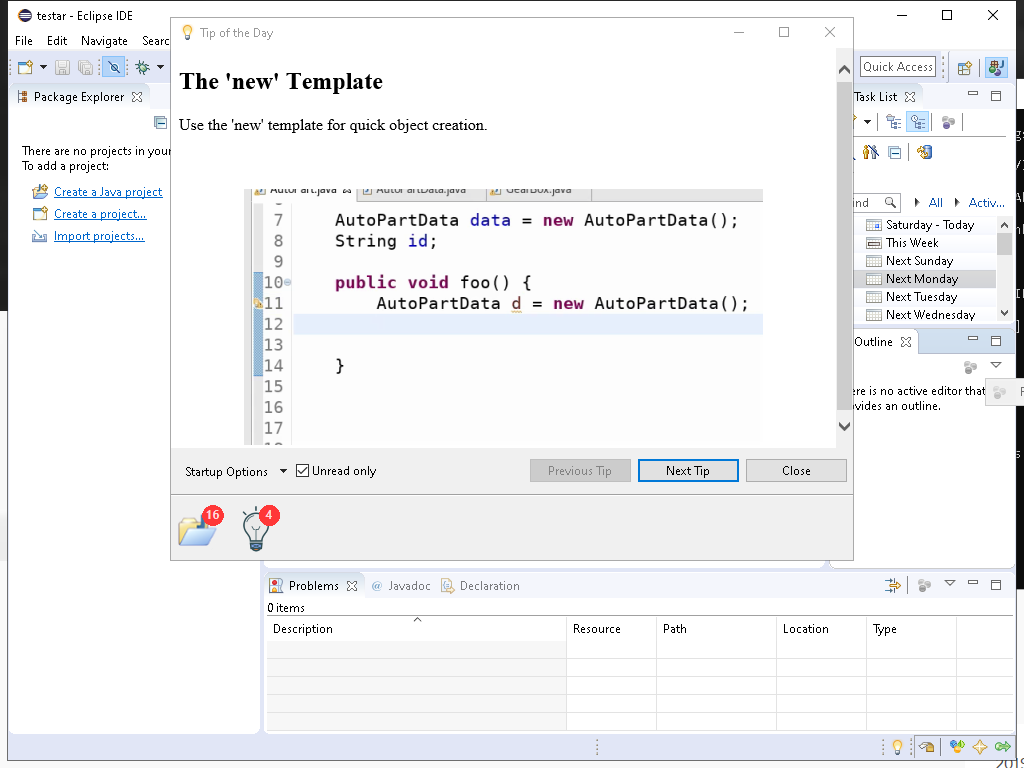 testar - Eclipse IDE
File Edit Navigate Searc
Tip of the Day
Quick Access
Package Explorer
There are no projects in your
To add a project:
Create a Java project
Create a project...
Import projects...
The 'new' Template
Use the 'new' template for quick object creation.
AutoPart.java AutoPartData.java GearBox.java
7 AutoPartData data = new AutoPartData();
8 String id;
9
10 public void foo() {
11 AutoPartData d = new AutoPartData();
12
13
14 }
15
16
17
Startup Options Unread only Previous Tip Next Tip Close
16 4
Task List
All Activ...
Saturday - Today
This Week
Next Sunday
Next Monday
Next Tuesday
Next Wednesday
Outline
ere is no active editor that
vides an outline.
Problems @ Javadoc Declaration
0 items
Description Resource Path Location Type